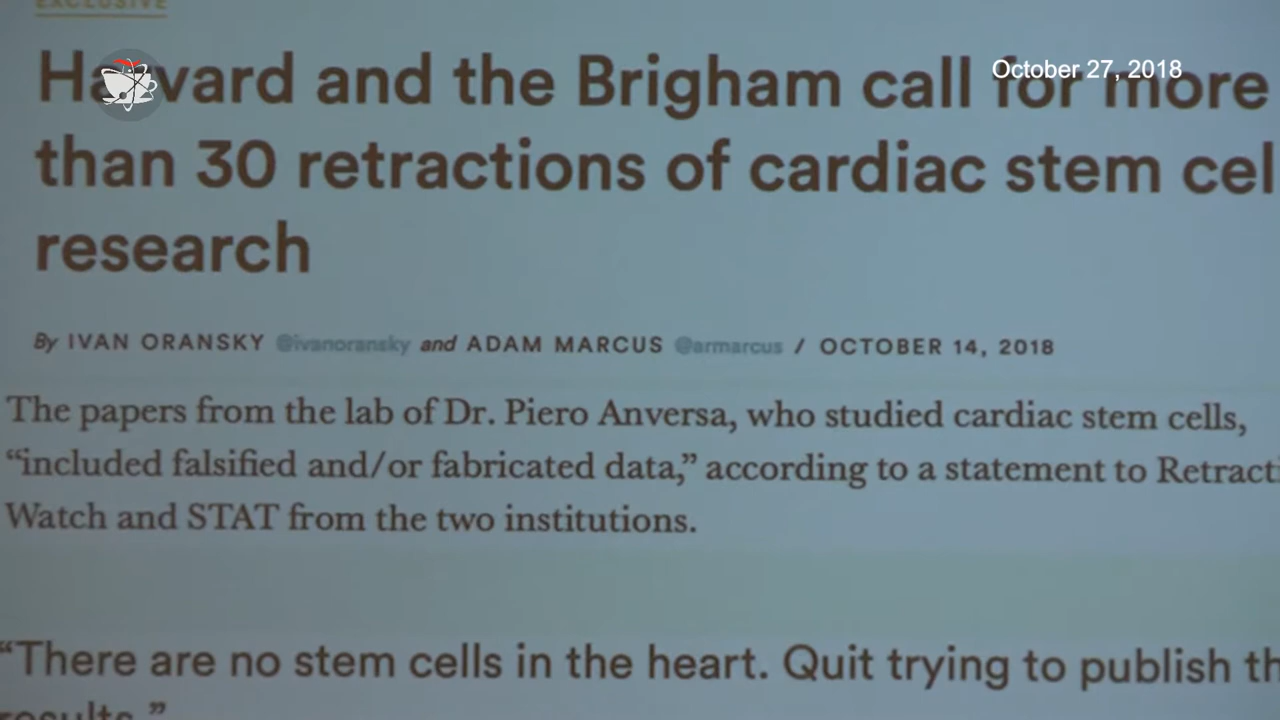 EXCLUSIVE
October 27, 2018
Harvard and the Brigham call for more
than 30 retractions of cardiac stem cel
research
By IVAN ORANSKY @ivanoransky and ADAM MARCUS @armarcus / OCTOBER 14, 2018
The papers from the lab of Dr. Piero Anversa, who studied cardiac stem cells,
“included falsified and/or fabricated data,” according to a statement to Retracti
Watch and STAT from the two institutions.
“There are no stem cells in the heart. Quit trying to publish th
results.”